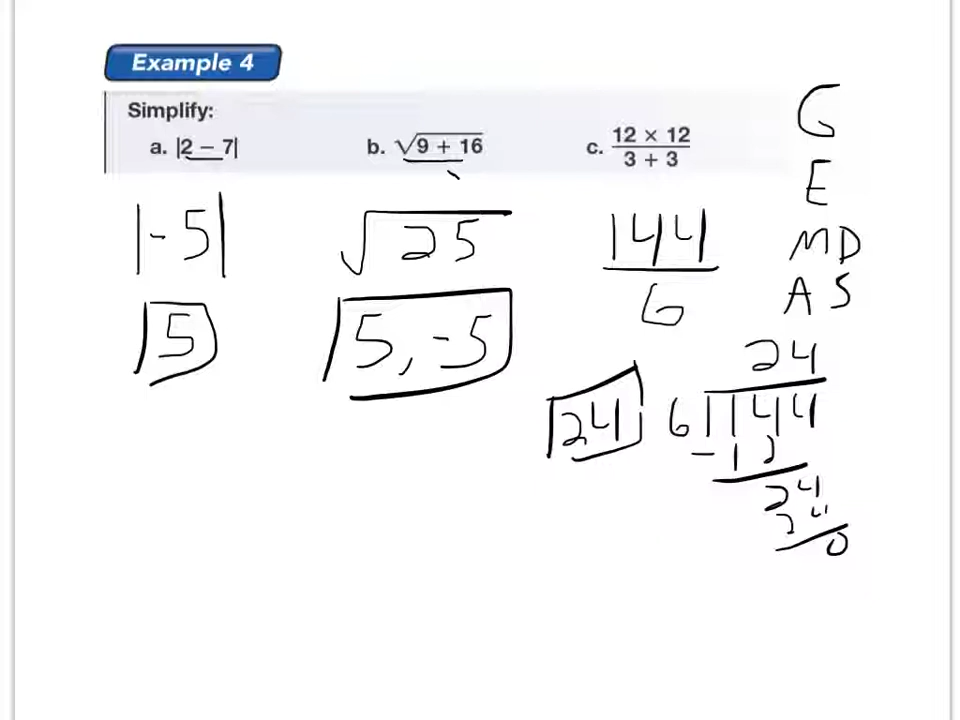 Example 4
Simplify:
a. |2 − 7|
b. √9 + 16
c. 12 × 12
3 + 3
|-5|
√25
144
6
5
5, -5
24
G
E
MD
AS
24
6 144
- 12
24
24
0